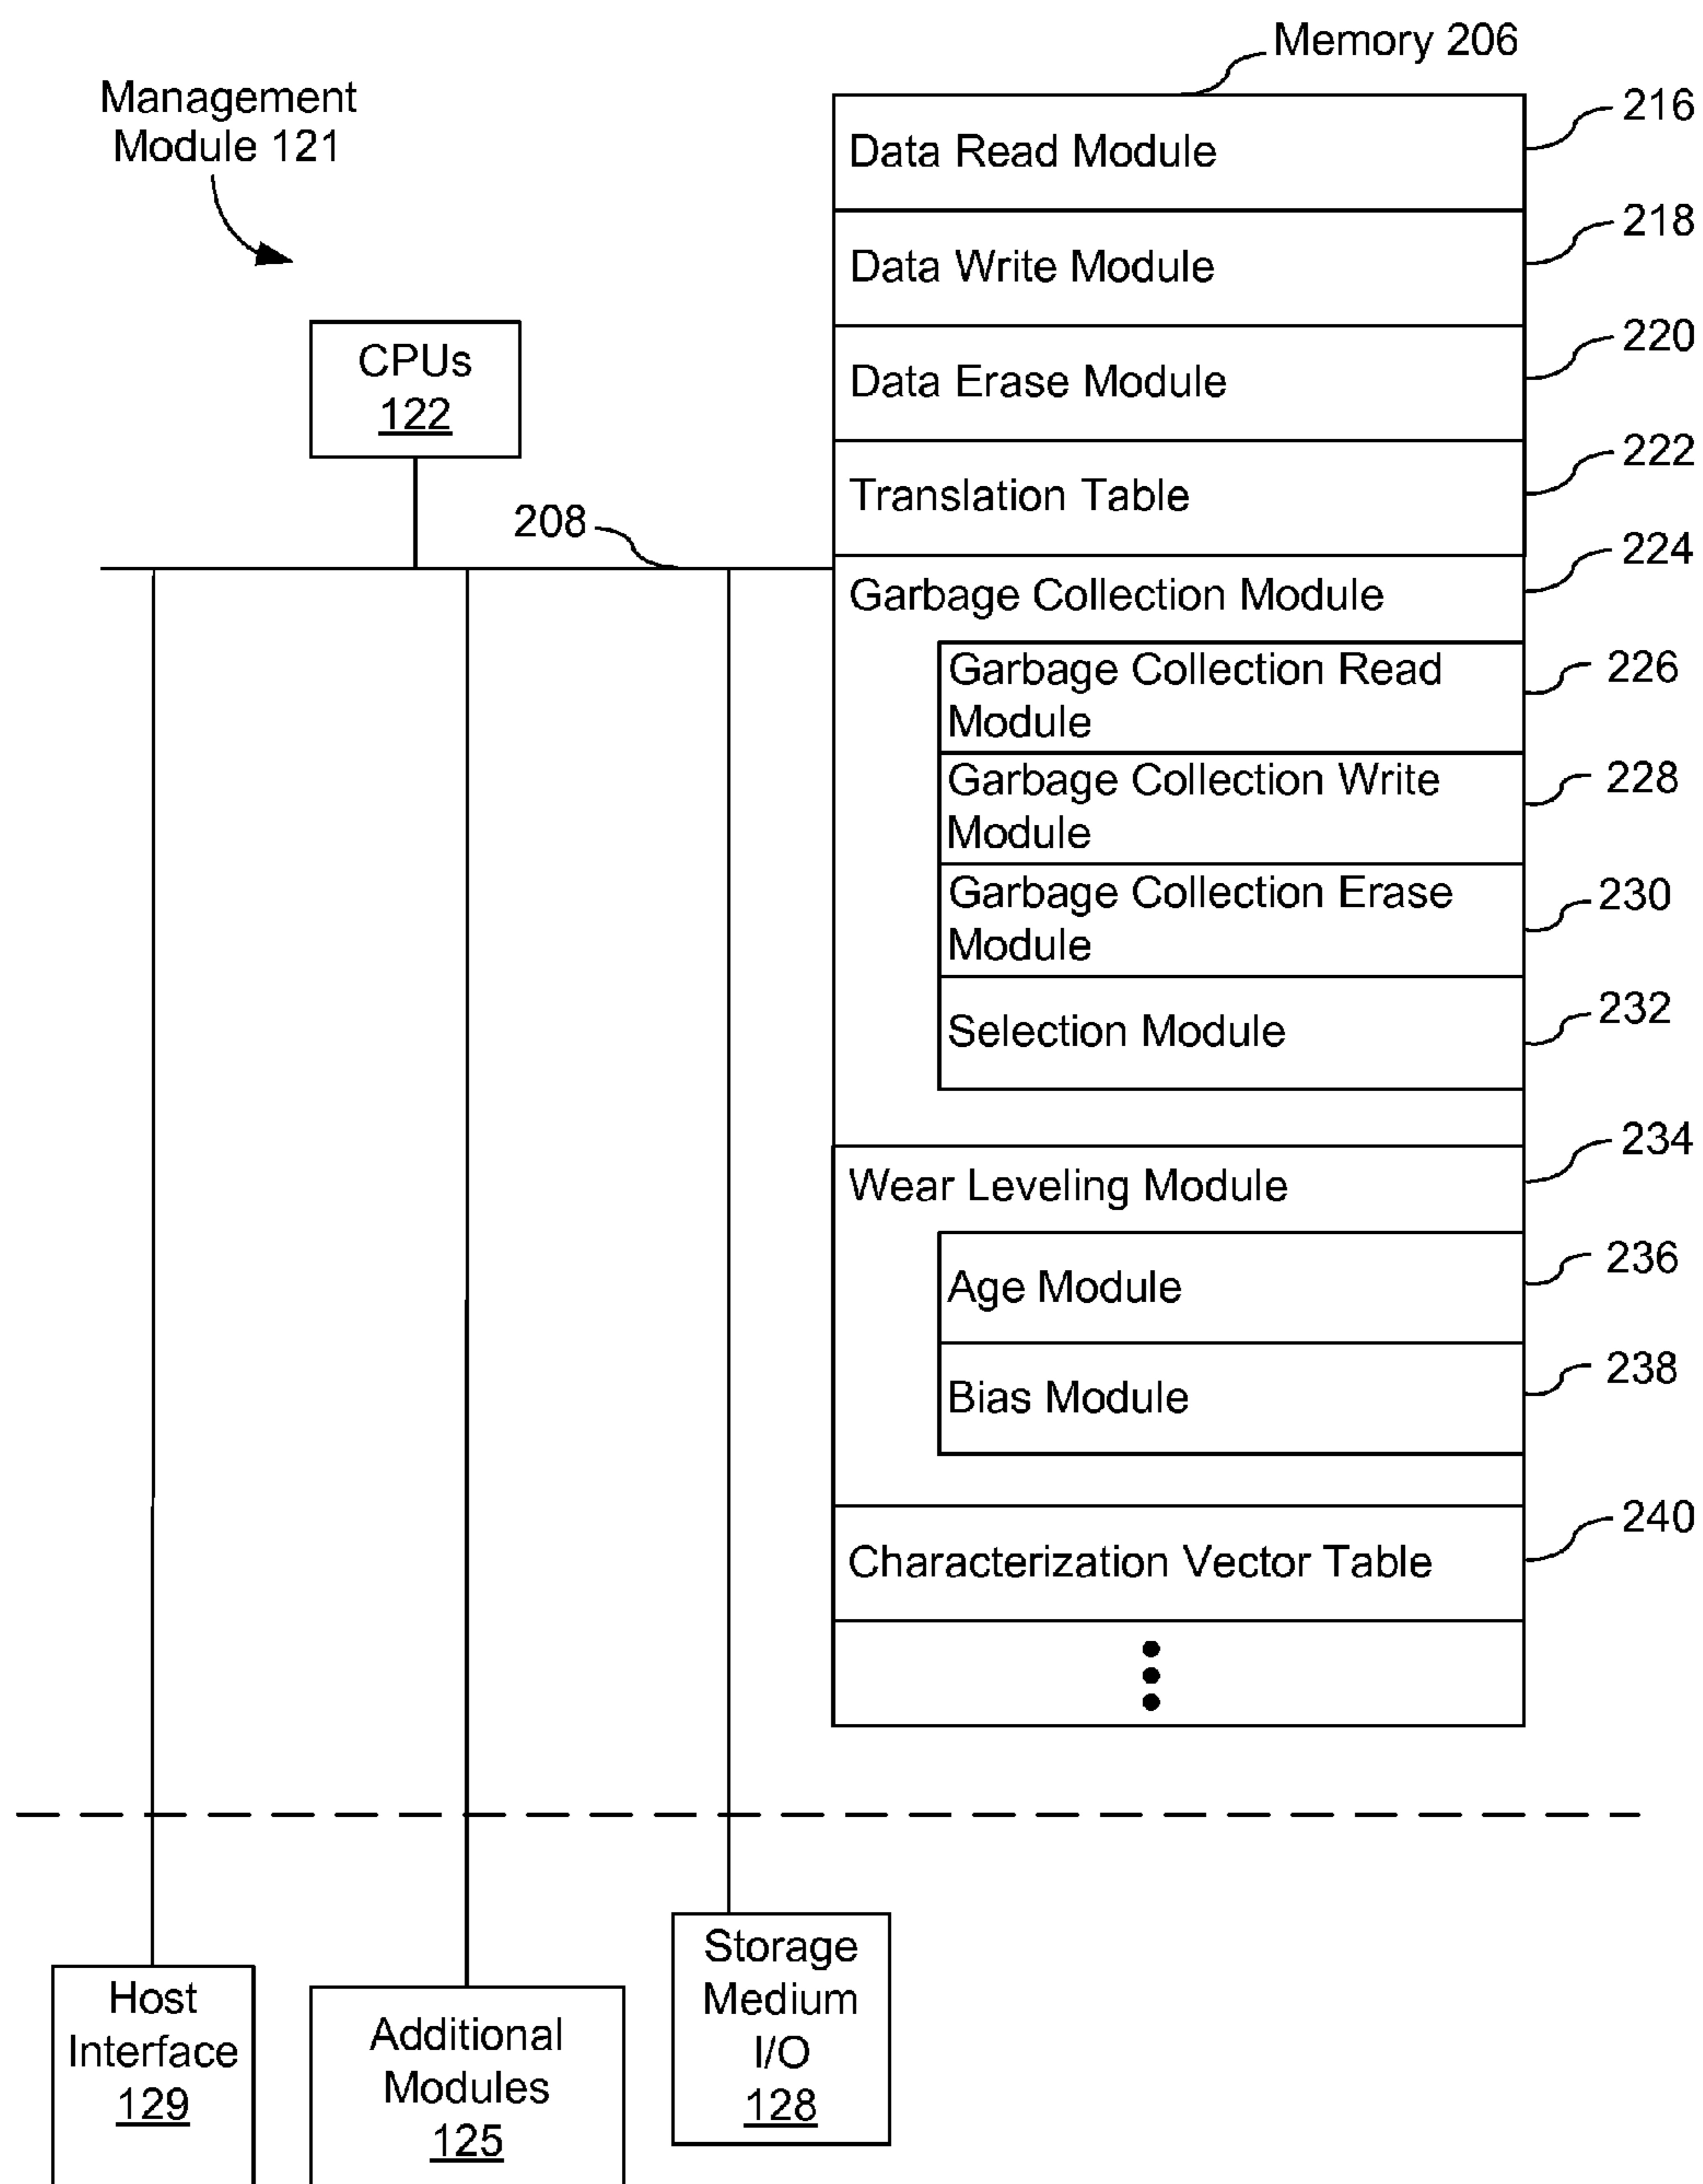 Memory 206
Management
Module 121
Data Read Module
216
Data Write Module
218
Data Erase Module
220
CPUs
122
Translation Table
222
208
Garbage Collection Module
224
Garbage Collection Read
Module
226
Garbage Collection Write
Module
228
Garbage Collection Erase
Module
230
Selection Module
232
Wear Leveling Module
234
Age Module
236
Bias Module
238
Characterization Vector Table
240
Host
Interface
129
Additional
Modules
125
Storage
Medium
I/O
128